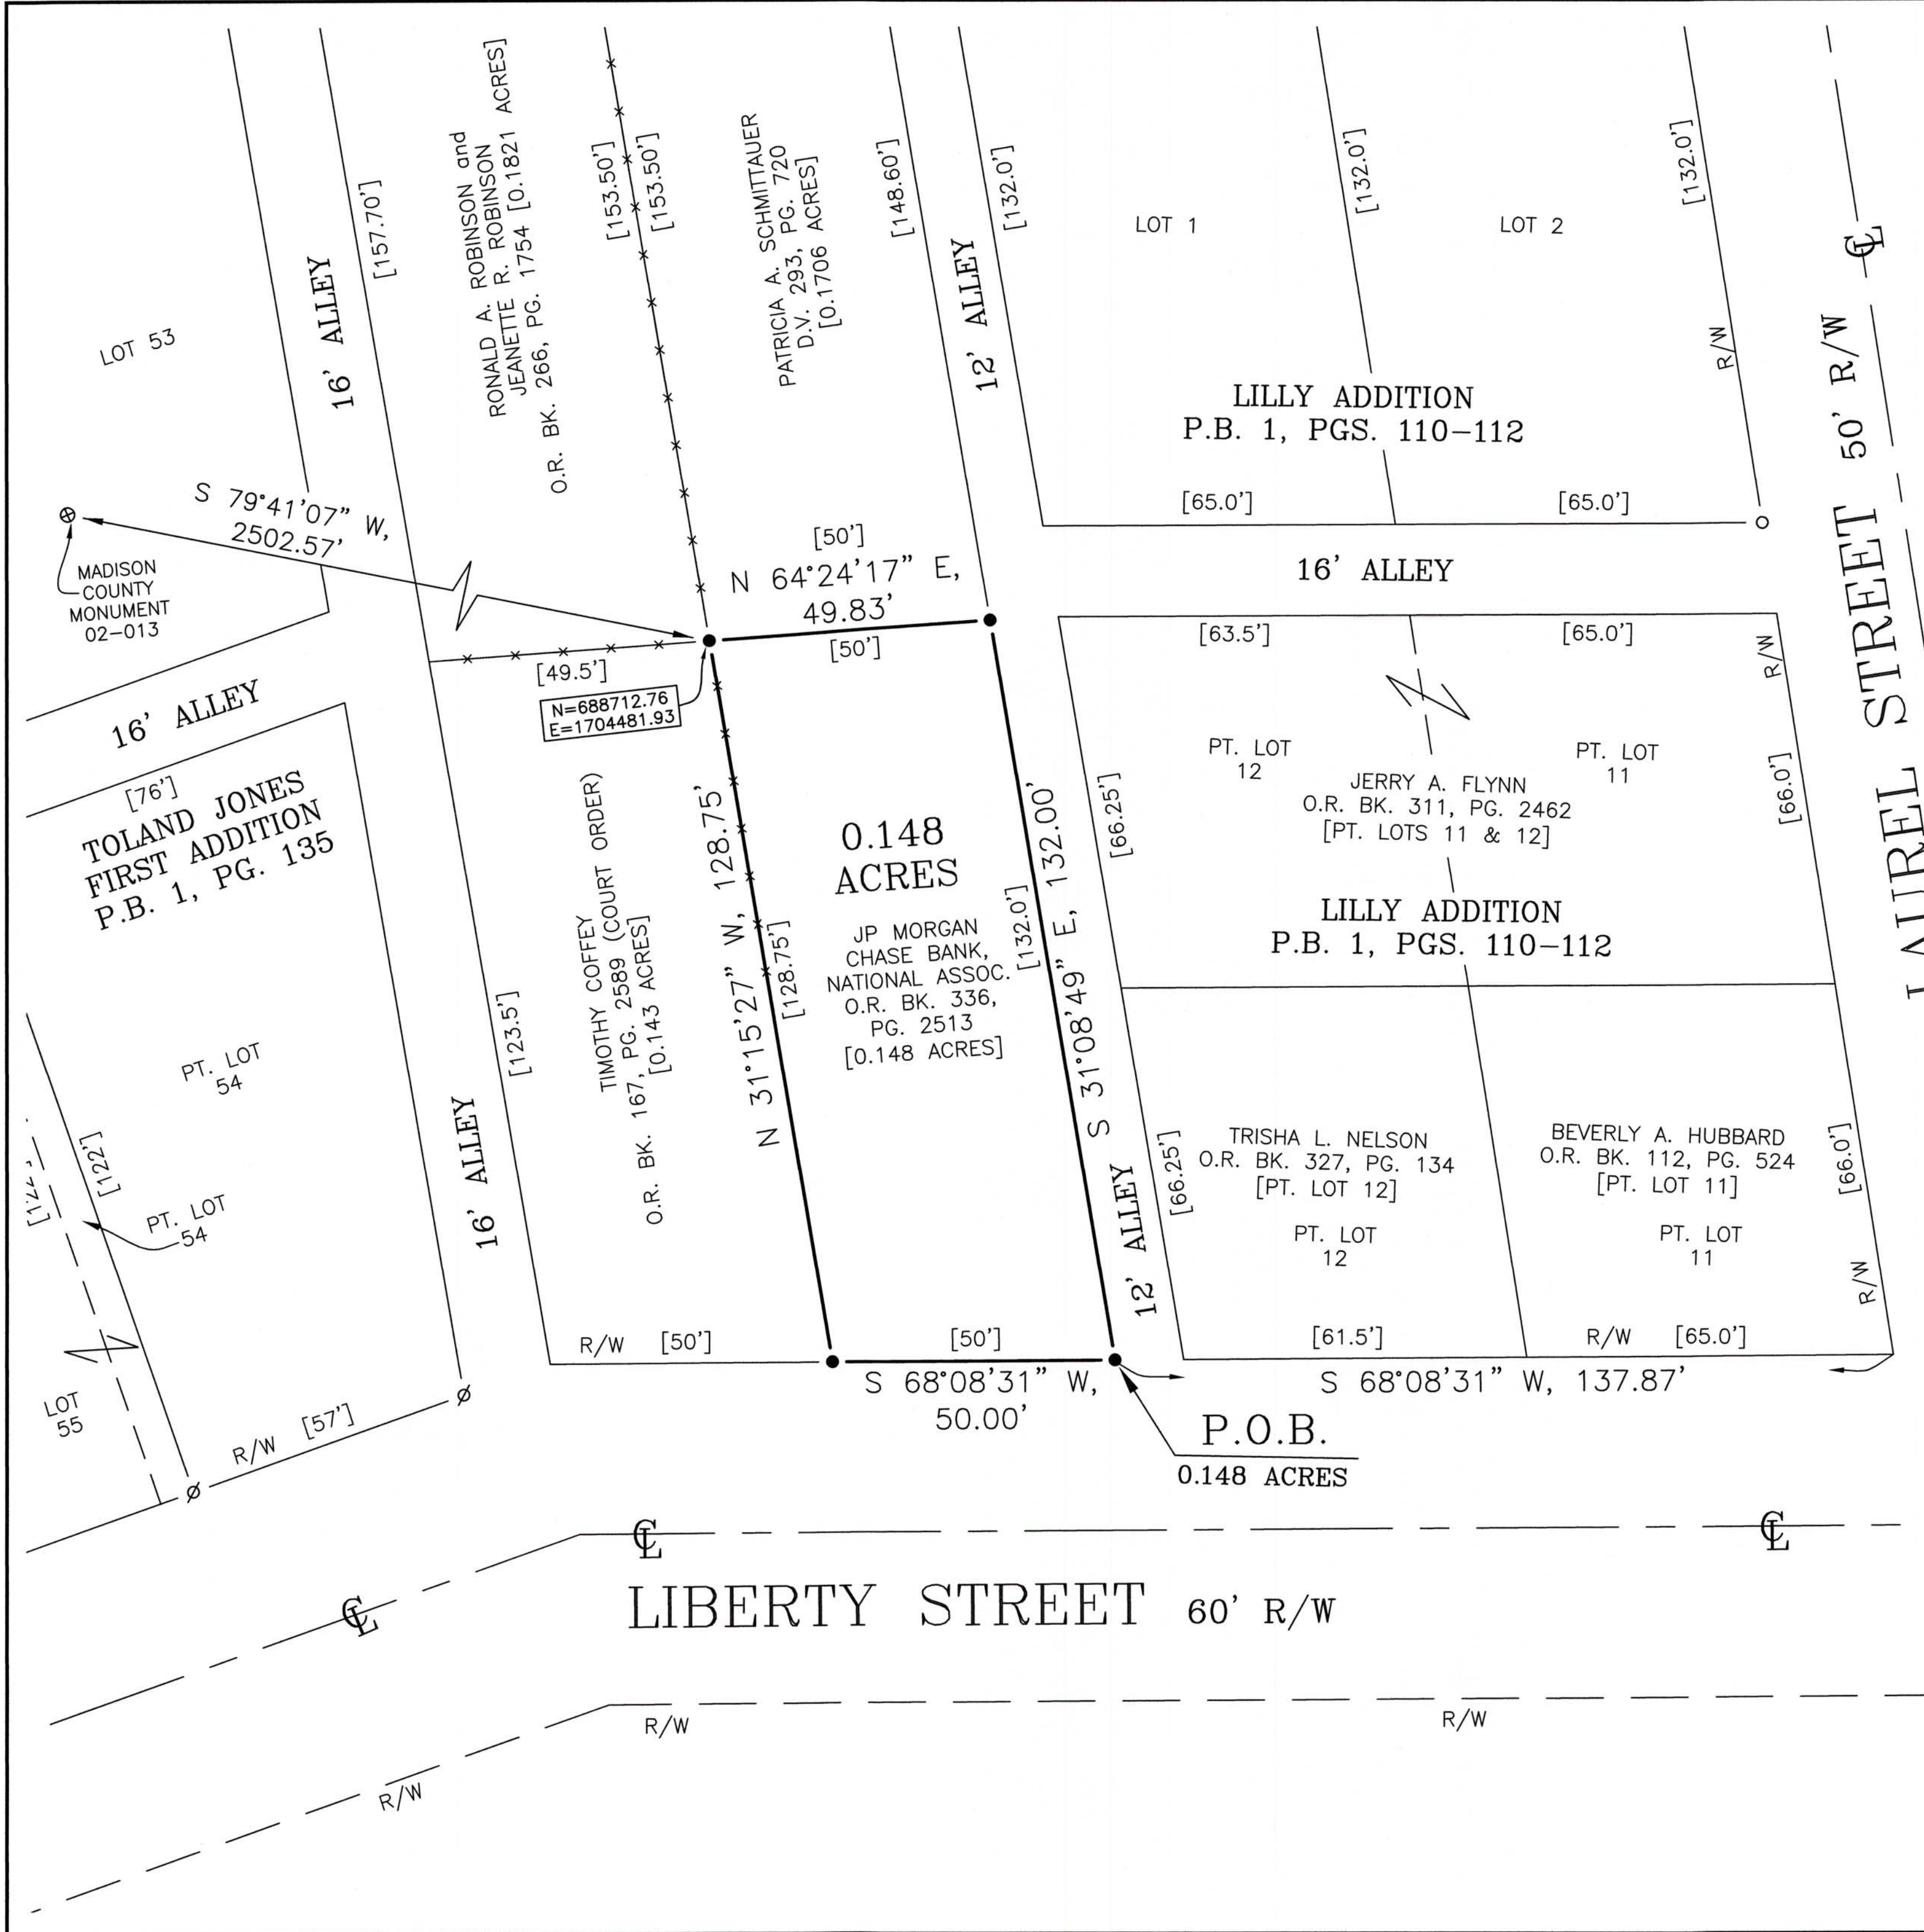 RONALD A. ROBINSON and
JEANETTE R. ROBINSON
O.R. BK. 266, PG. 1754 [0.1821 ACRES]
[153.50']
[153.50']
PATRICIA A. SCHMITTAUER
D.V. 293, PG. 720
[0.1706 ACRES]
[148.60']
[132.0']
[132.0']
[132.0']
[157.70']
16' ALLEY
12' ALLEY
LOT 1
LOT 2
LOT 53
R/W
℄
LAUREL STREET 50' R/W
LILLY ADDITION
P.B. 1, PGS. 110-112
[65.0']
[65.0']
S 79°41'07" W,
2502.57'
MADISON
COUNTY
MONUMENT
02-013
[50']
N 64°24'17" E,
49.83'
[50']
16' ALLEY
[49.5']
N=688712.76
E=1704481.93
[63.5']
[65.0']
R/W
16' ALLEY
[76']
TOLAND JONES
FIRST ADDITION
P.B. 1, PG. 135
PT. LOT
12
PT. LOT
11
JERRY A. FLYNN
O.R. BK. 311, PG. 2462
[PT. LOTS 11 & 12]
[66.25']
[66.0']
LILLY ADDITION
P.B. 1, PGS. 110-112
TIMOTHY COFFEY
O.R. BK. 167, PG. 2589 (COURT ORDER)
[0.143 ACRES]
[123.5']
N 31°15'27" W, 128.75'
[128.75']
0.148
ACRES
JP MORGAN
CHASE BANK,
NATIONAL ASSOC.
O.R. BK. 336,
PG. 2513
[0.148 ACRES]
[132.0']
S 31°08'49" E, 132.00'
12' ALLEY
16' ALLEY
PT. LOT
54
[122']
PT. LOT
54
LOT
55
[66.25']
TRISHA L. NELSON
O.R. BK. 327, PG. 134
[PT. LOT 12]
PT. LOT
12
BEVERLY A. HUBBARD
O.R. BK. 112, PG. 524
[PT. LOT 11]
PT. LOT
11
[66.0']
R/W
R/W [57']
R/W [50']
[50']
[61.5']
R/W [65.0']
S 68°08'31" W,
50.00'
S 68°08'31" W, 137.87'
P.O.B.
0.148 ACRES
℄
℄
℄
LIBERTY STREET 60' R/W
R/W
R/W
R/W